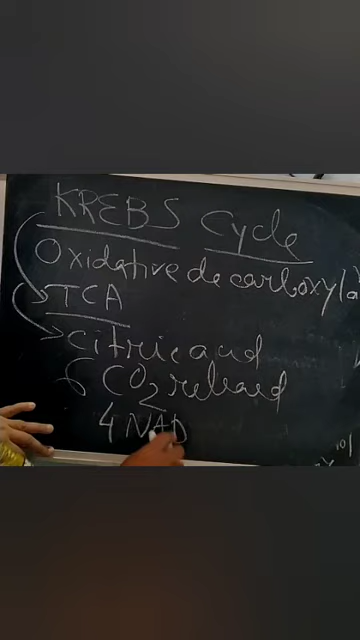 KREBS Cycle
Oxidative decarboxyla
TCA
Citric acid
6 CO2 released
4 NAD